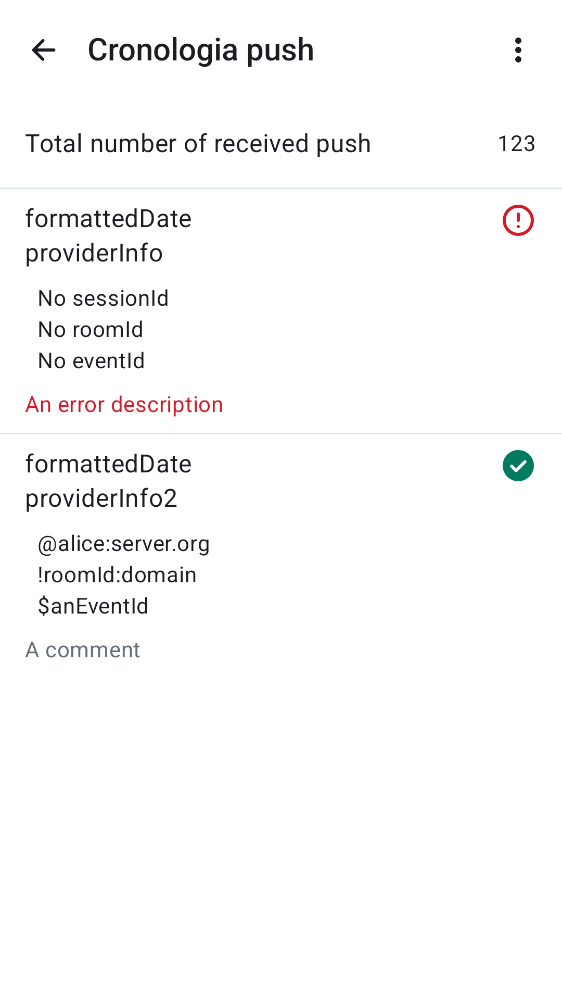 Cronologia push
Total number of received push 123
formattedDate
providerInfo
No sessionId
No roomId
No eventId
An error description
formattedDate
providerInfo2
@alice:server.org
!roomId:domain
$anEventId
A comment